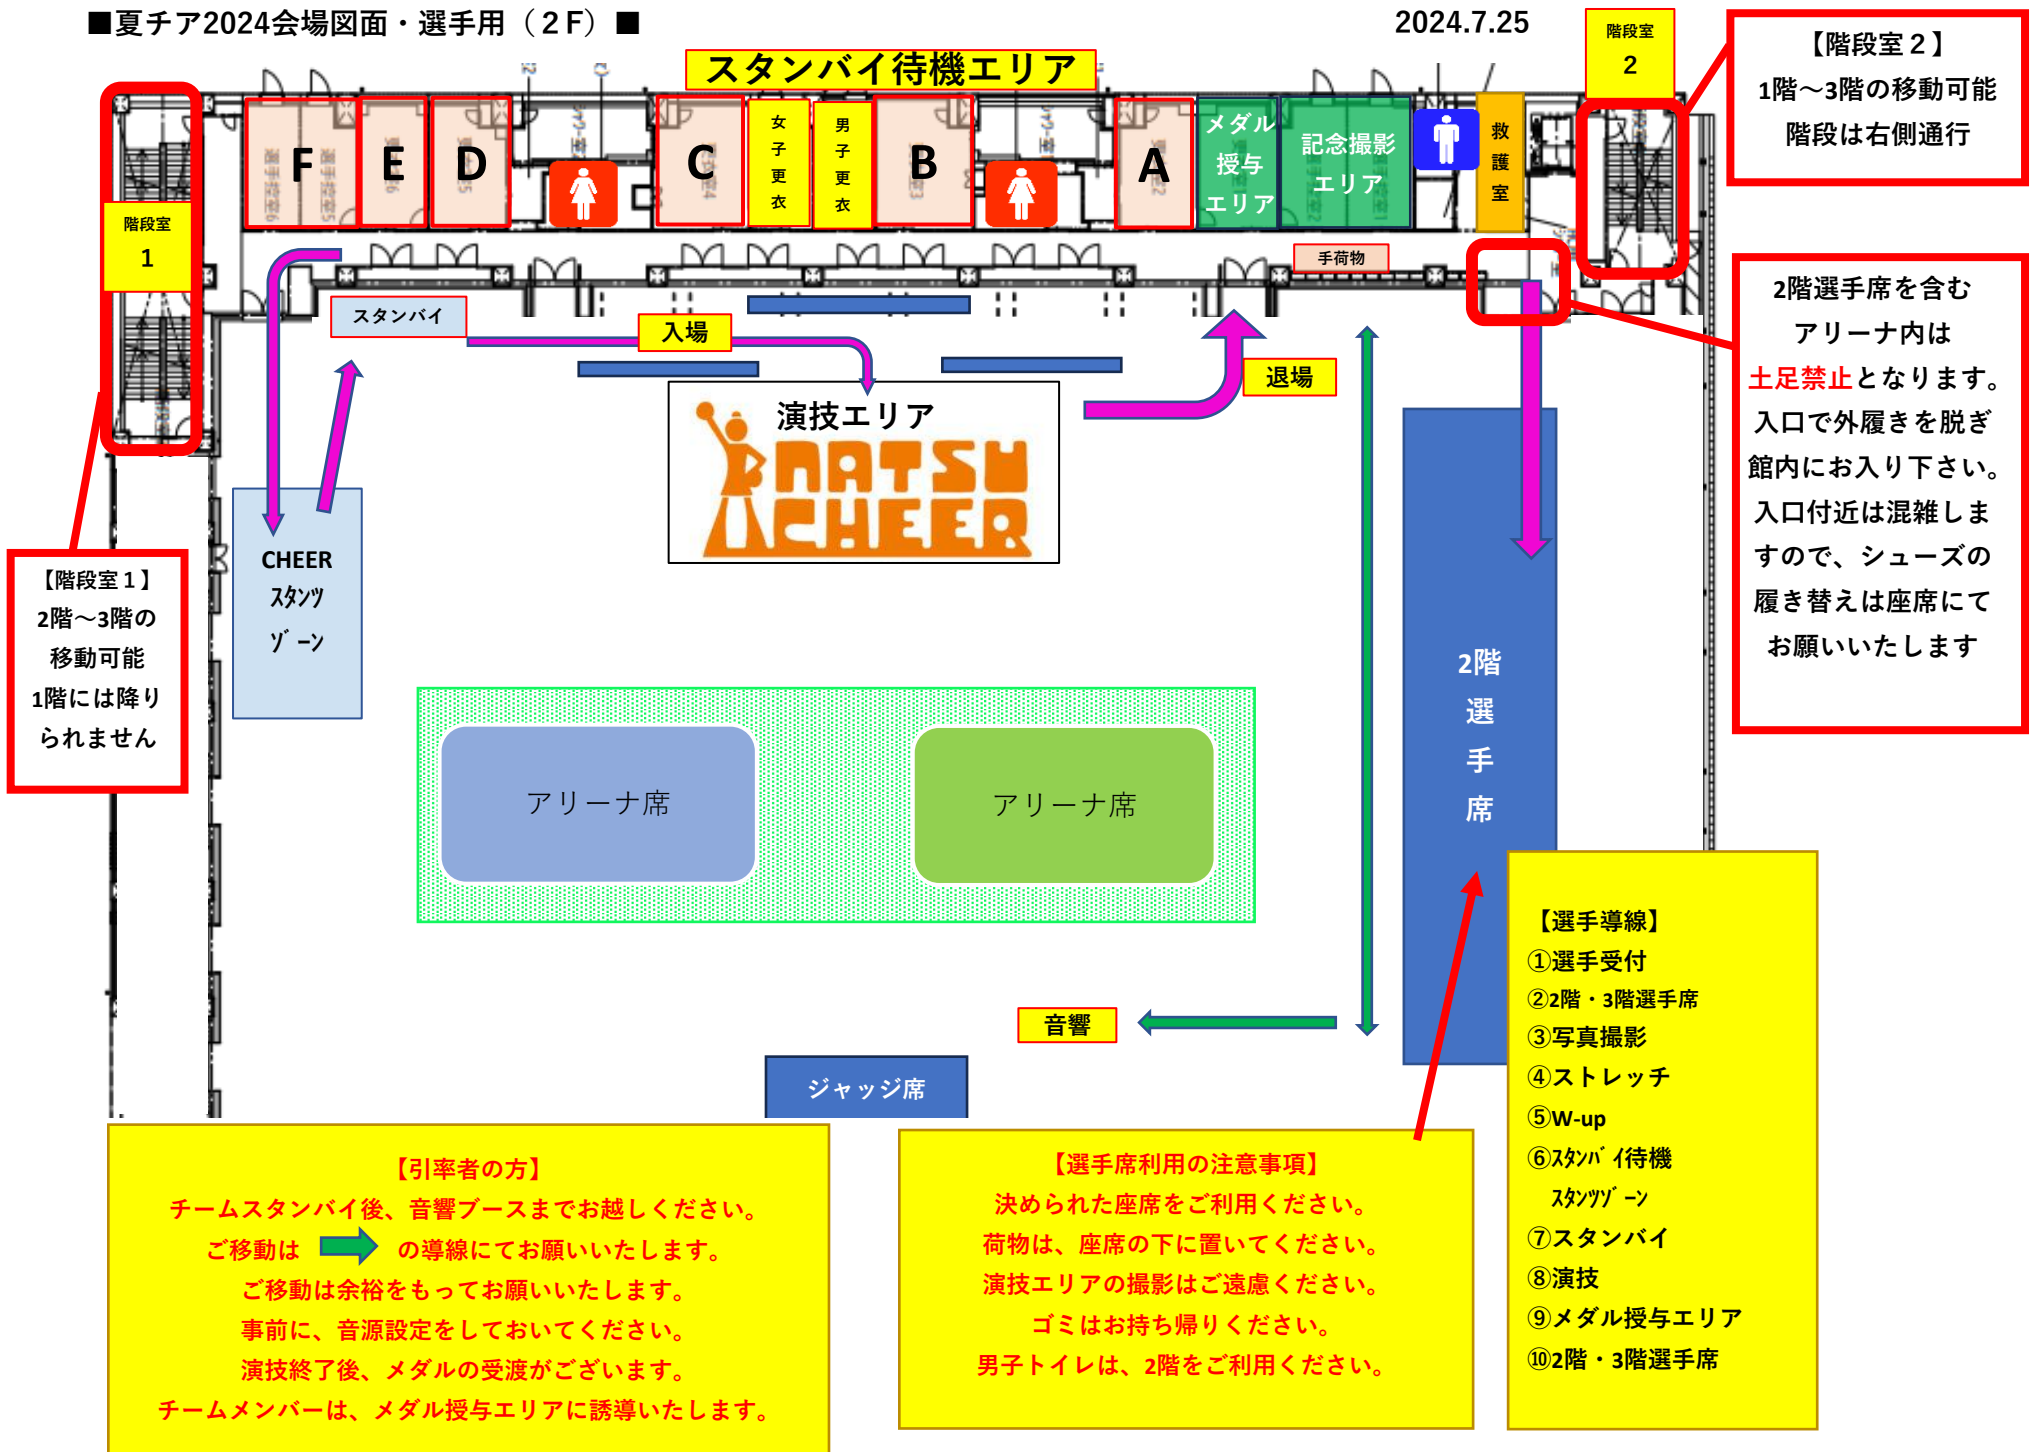 ■夏チア2024会場図面・選手用（２F）■
2024.7.25
スタンバイ待機エリア
階段室
2
【階段室２】
1階～3階の移動可能
階段は右側通行
F
E
D
C
女子更衣
男子更衣
B
A
メダル
授与
エリア
記念撮影
エリア
救護室
階段室
1
手荷物
スタンバイ
入場
退場
演技エリア
NATSU
CHEER
2階選手席を含む
アリーナ内は
土足禁止となります。
入口で外履きを脱ぎ
館内にお入り下さい。
入口付近は混雑しま
すので、シューズの
履き替えは座席にて
お願いいたします
【階段室１】
2階～3階の
移動可能
1階には降り
られません
CHEER
ｽﾀﾝﾂ
ｿﾞｰﾝ
2階選手席
アリーナ席
アリーナ席
音響
ジャッジ席
【選手導線】
①選手受付
②2階・3階選手席
③写真撮影
④ストレッチ
⑤W-up
⑥ｽﾀﾝﾊﾞｲ待機
ｽﾀﾝﾂｿﾞｰﾝ
⑦スタンバイ
⑧演技
⑨メダル授与エリア
⑩2階・3階選手席
【引率者の方】
チームスタンバイ後、音響ブースまでお越しください。
ご移動は の導線にてお願いいたします。
ご移動は余裕をもってお願いいたします。
事前に、音源設定をしておいてください。
演技終了後、メダルの受渡がございます。
チームメンバーは、メダル授与エリアに誘導いたします。
【選手席利用の注意事項】
決められた座席をご利用ください。
荷物は、座席の下に置いてください。
演技エリアの撮影はご遠慮ください。
ゴミはお持ち帰りください。
男子トイレは、2階をご利用ください。